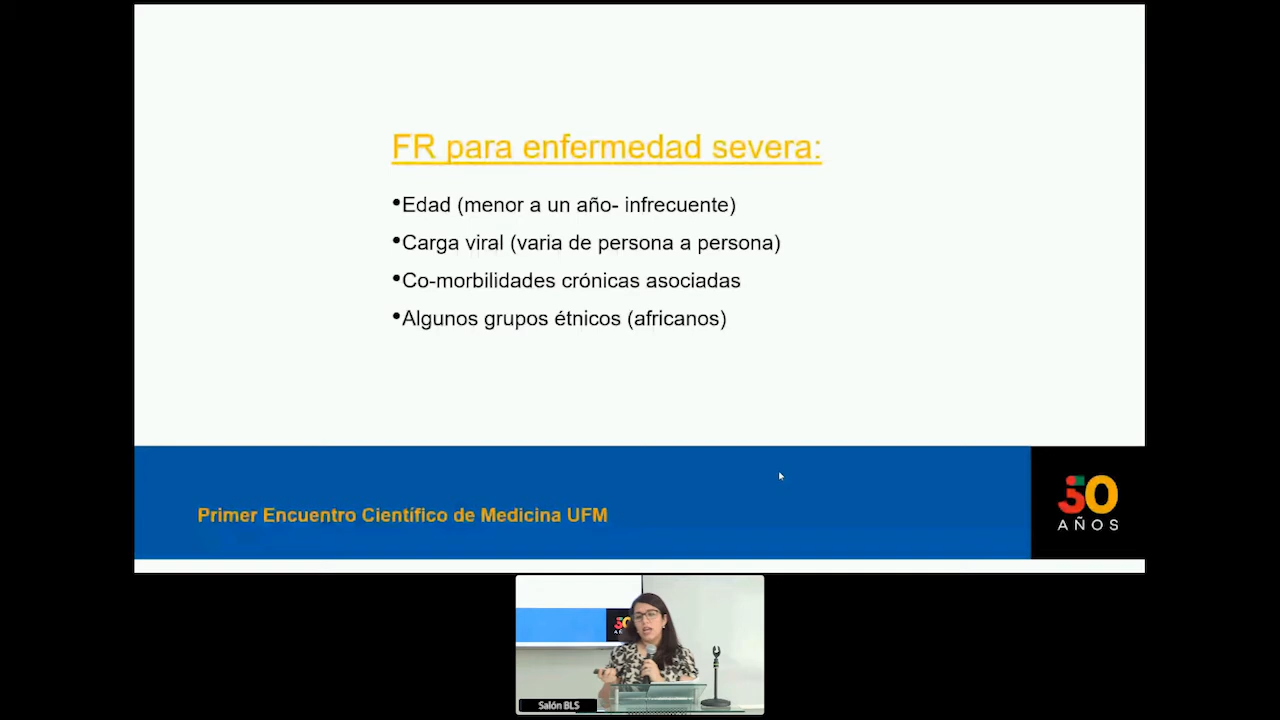 FR para enfermedad severa:
•Edad (menor a un año- infrecuente)
•Carga viral (varia de persona a persona)
•Co-morbilidades crónicas asociadas
•Algunos grupos étnicos (africanos)
Primer Encuentro Científico de Medicina UFM
50
AÑOS
Salón BLS